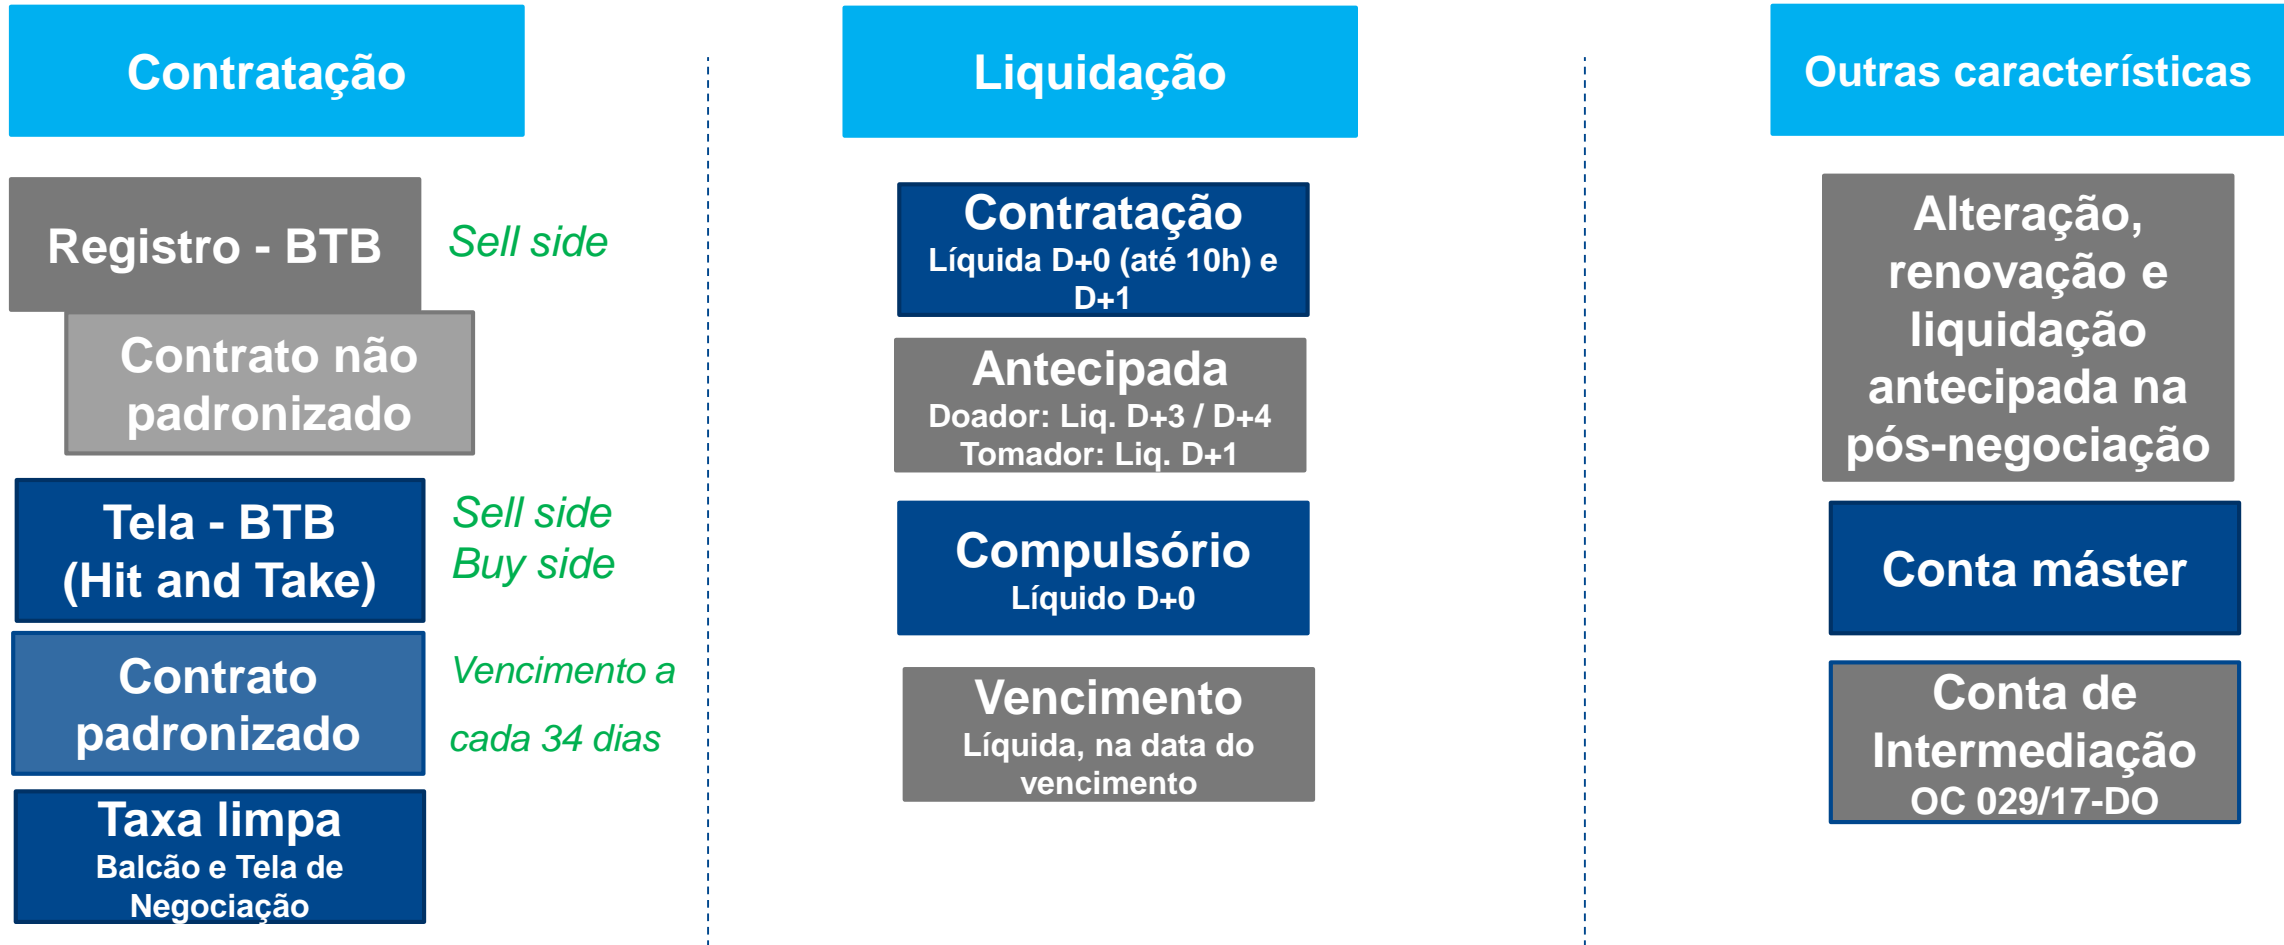 Contratação
Registro - BTB
Sell side
Contrato não
padronizado
Tela - BTB
(Hit and Take)
Sell side
Buy side
Contrato
padronizado
Vencimento a
cada 34 dias
Taxa limpa
Balcão e Tela de
Negociação
Liquidação
Contratação
Líquida D+0 (até 10h) e
D+1
Antecipada
Doador: Liq. D+3 / D+4
Tomador: Liq. D+1
Compulsório
Líquido D+0
Vencimento
Líquida, na data do
vencimento
Outras características
Alteração,
renovação e
liquidação
antecipada na
pós-negociação
Conta máster
Conta de
Intermediação
OC 029/17-DO